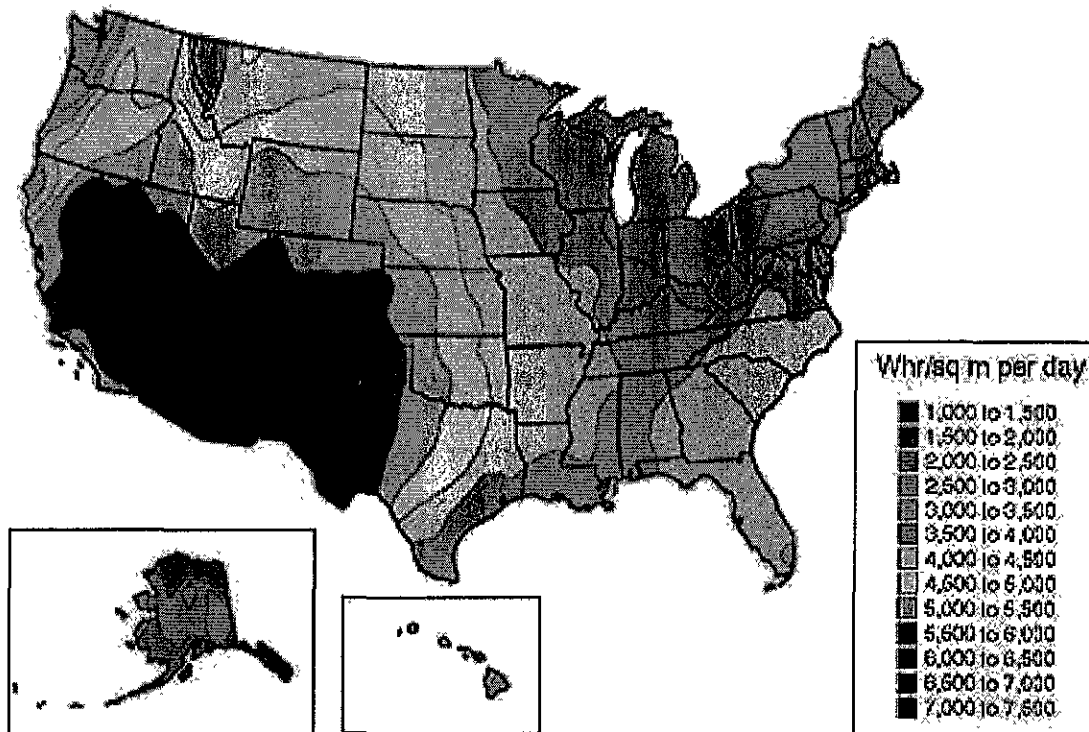 Whr/sq m per day
1,000 to 1,500
1,500 to 2,000
2,000 to 2,500
2,500 to 3,000
3,000 to 3,500
3,500 to 4,000
4,000 to 4,500
4,500 to 5,000
5,000 to 5,500
5,500 to 6,000
6,000 to 6,500
6,500 to 7,000
7,000 to 7,500